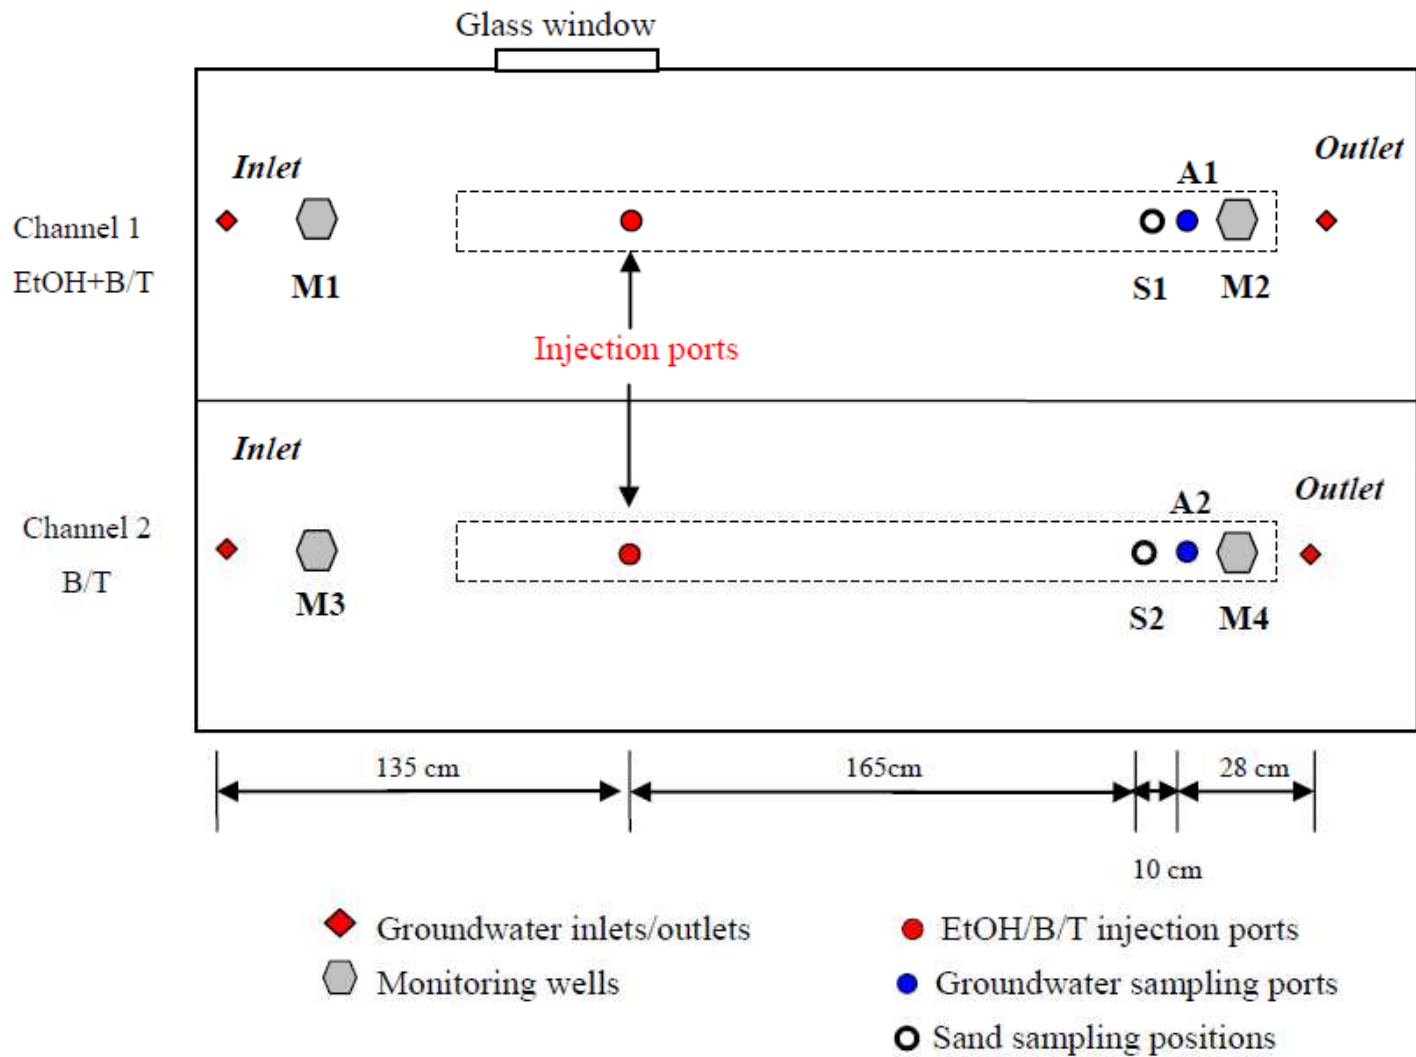 Glass window
Inlet
Outlet
A1
Channel 1
EtOH+B/T
M1
S1
M2
Injection ports
Inlet
Outlet
A2
Channel 2
B/T
M3
S2
M4
135 cm
165cm
28 cm
10 cm
Groundwater inlets/outlets
EtOH/B/T injection ports
Monitoring wells
Groundwater sampling ports
Sand sampling positions